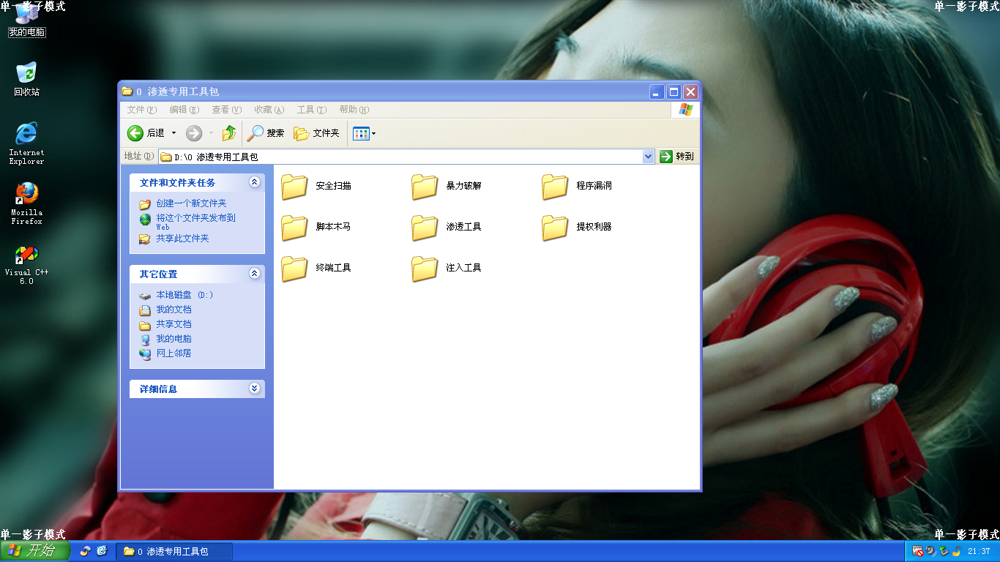 单一影子模式
单一影子模式
我的电脑
回收站
Internet
Explorer
Mozilla
Firefox
Visual C++
6.0
0 渗透专用工具包
文件(F) 编辑(E) 查看(V) 收藏(A) 工具(T) 帮助(H)
后退 搜索 文件夹
地址(D) D:\0 渗透专用工具包 转到
文件和文件夹任务
创建一个新文件夹
将这个文件夹发布到
Web
共享此文件夹
其它位置
本地磁盘 (D:)
我的文档
共享文档
我的电脑
网上邻居
详细信息
安全扫描 暴力破解 程序漏洞
脚本木马 渗透工具 提权利器
终端工具 注入工具
单一影子模式
单一影子模式
开始 0 渗透专用工具包 21:37